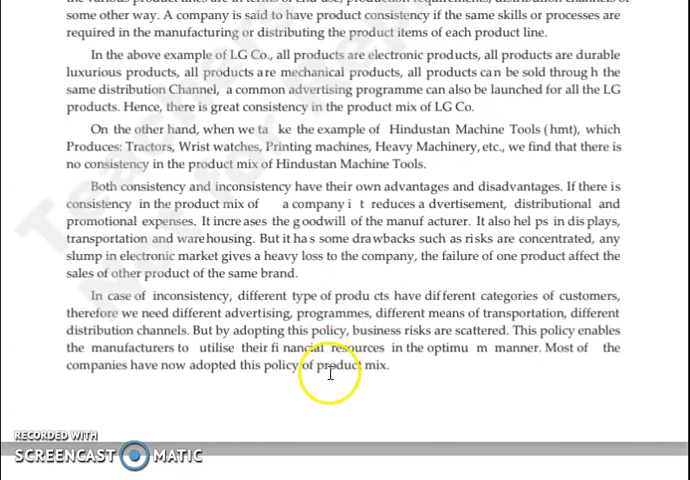 the various product lines are in terms of end use, production requirements, distribution channels or
some other way. A company is said to have product consistency if the same skills or processes are
required in the manufacturing or distributing the product items of each product line.
In the above example of LG Co., all products are electronic products, all products are durable
luxurious products, all products are mechanical products, all products can be sold throug h the
same distribution Channel, a common advertising programme can also be launched for all the LG
products. Hence, there is great consistency in the product mix of LG Co.
On the other hand, when we ta ke the example of Hindustan Machine Tools (hmt), which
Produces: Tractors, Wrist watches, Printing machines, Heavy Machinery, etc., we find that there is
no consistency in the product mix of Hindustan Machine Tools.
Both consistency and inconsistency have their own advantages and disadvantages. If there is
consistency in the product mix of a company i t reduces a dvertisement, distributional and
promotional expenses. It incre ases the g oodwill of the manuf acturer. It also hel ps in dis plays,
transportation and ware housing. But it ha s some drawbacks such as risks are concentrated, any
slump in electronic market gives a heavy loss to the company, the failure of one product affect the
sales of other product of the same brand.
In case of inconsistency, different type of produ cts have different categories of customers,
therefore we need different advertising, programmes, different means of transportation, different
distribution channels. But by adopting this policy, business risks are scattered. This policy enables
the manufacturers to utilise their fi nancial resources in the optimu m manner. Most of the
companies have now adopted this policy of product mix.
RECORDED WITH
SCREENCAST MATIC